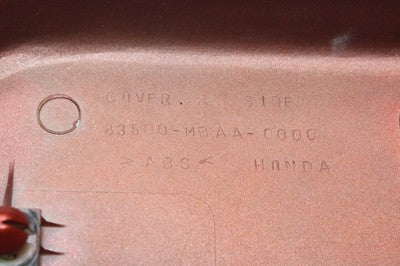 COVER. R. SIDE
83500-MBAA-0000
>ABS< HONDA